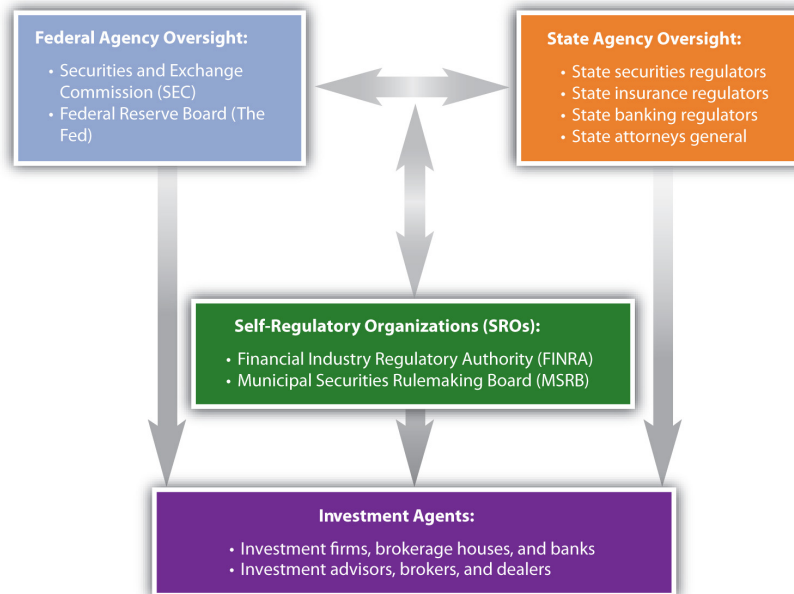 Federal Agency Oversight:
• Securities and Exchange
Commission (SEC)
• Federal Reserve Board (The
Fed)
State Agency Oversight:
• State securities regulators
• State insurance regulators
• State banking regulators
• State attorneys general
Self-Regulatory Organizations (SROs):
• Financial Industry Regulatory Authority (FINRA)
• Municipal Securities Rulemaking Board (MSRB)
Investment Agents:
• Investment firms, brokerage houses, and banks
• Investment advisors, brokers, and dealers